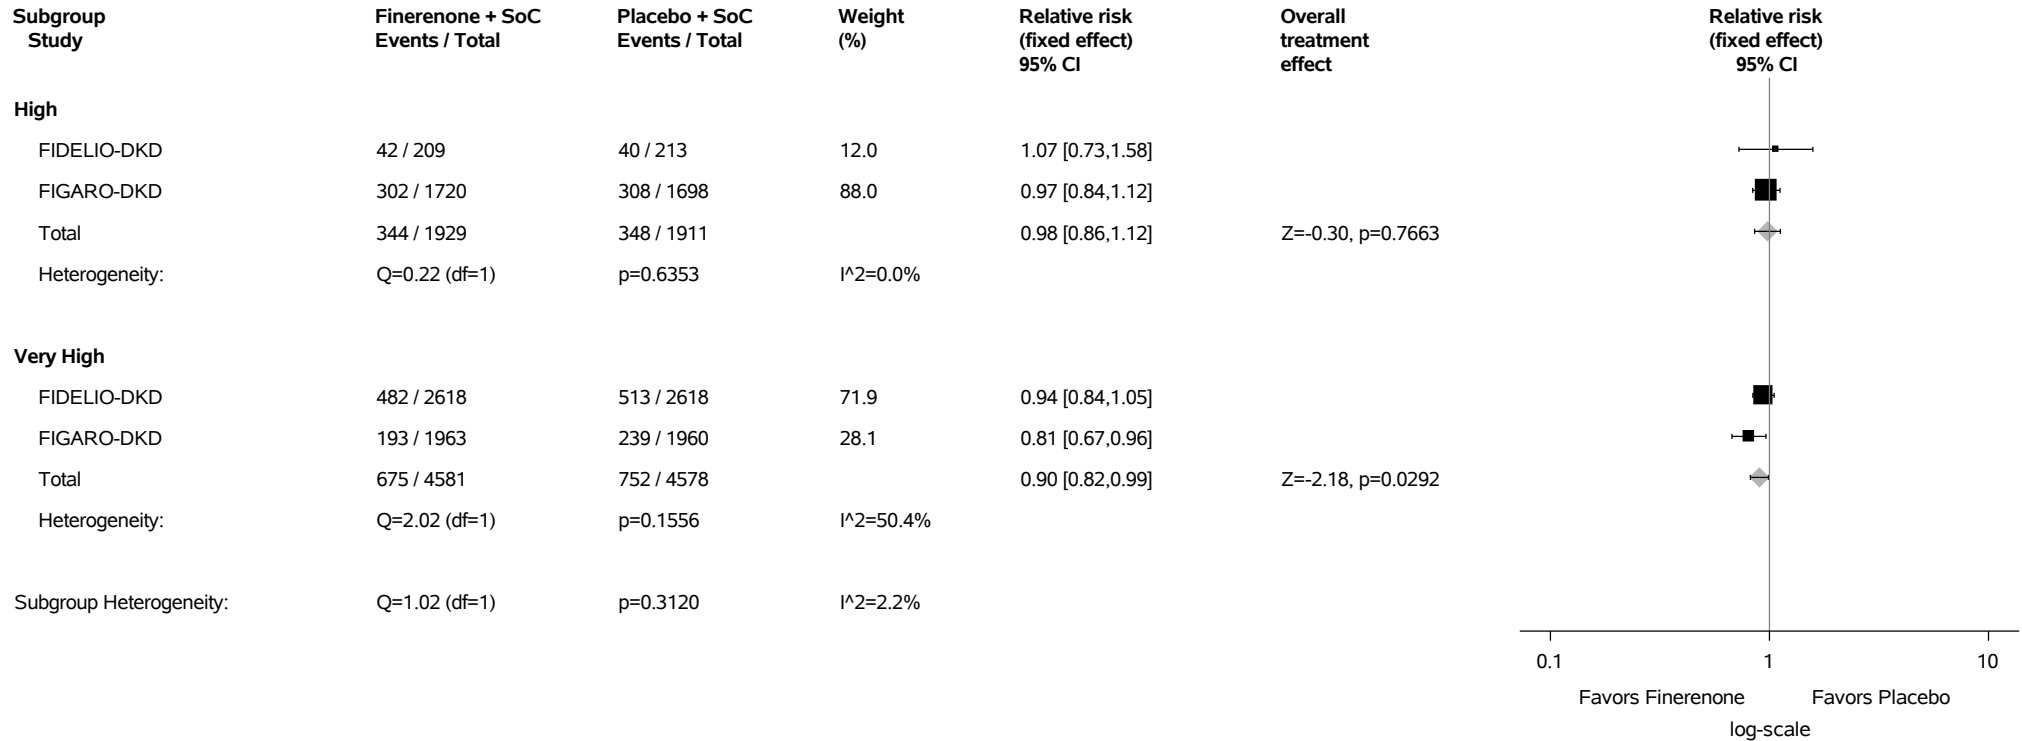 Subgroup Finerenone + SoC Placebo + SoC Weight Relative risk Overall Relative risk
Study Events / Total Events / Total (%) (fixed effect) treatment (fixed effect)
95% CI effect 95% CI
High
FIDELIO-DKD 42 / 209 40 / 213 12.0 1.07 [0.73,1.58]
FIGARO-DKD 302 / 1720 308 / 1698 88.0 0.97 [0.84,1.12]
Total 344 / 1929 348 / 1911 0.98 [0.86,1.12] Z=-0.30, p=0.7663
Heterogeneity: Q=0.22 (df=1) p=0.6353 I^2=0.0%
Very High
FIDELIO-DKD 482 / 2618 513 / 2618 71.9 0.94 [0.84,1.05]
FIGARO-DKD 193 / 1963 239 / 1960 28.1 0.81 [0.67,0.96]
Total 675 / 4581 752 / 4578 0.90 [0.82,0.99] Z=-2.18, p=0.0292
Heterogeneity: Q=2.02 (df=1) p=0.1556 I^2=50.4%
Subgroup Heterogeneity: Q=1.02 (df=1) p=0.3120 I^2=2.2%
0.1 1 10
Favors Finerenone Favors Placebo
log-scale